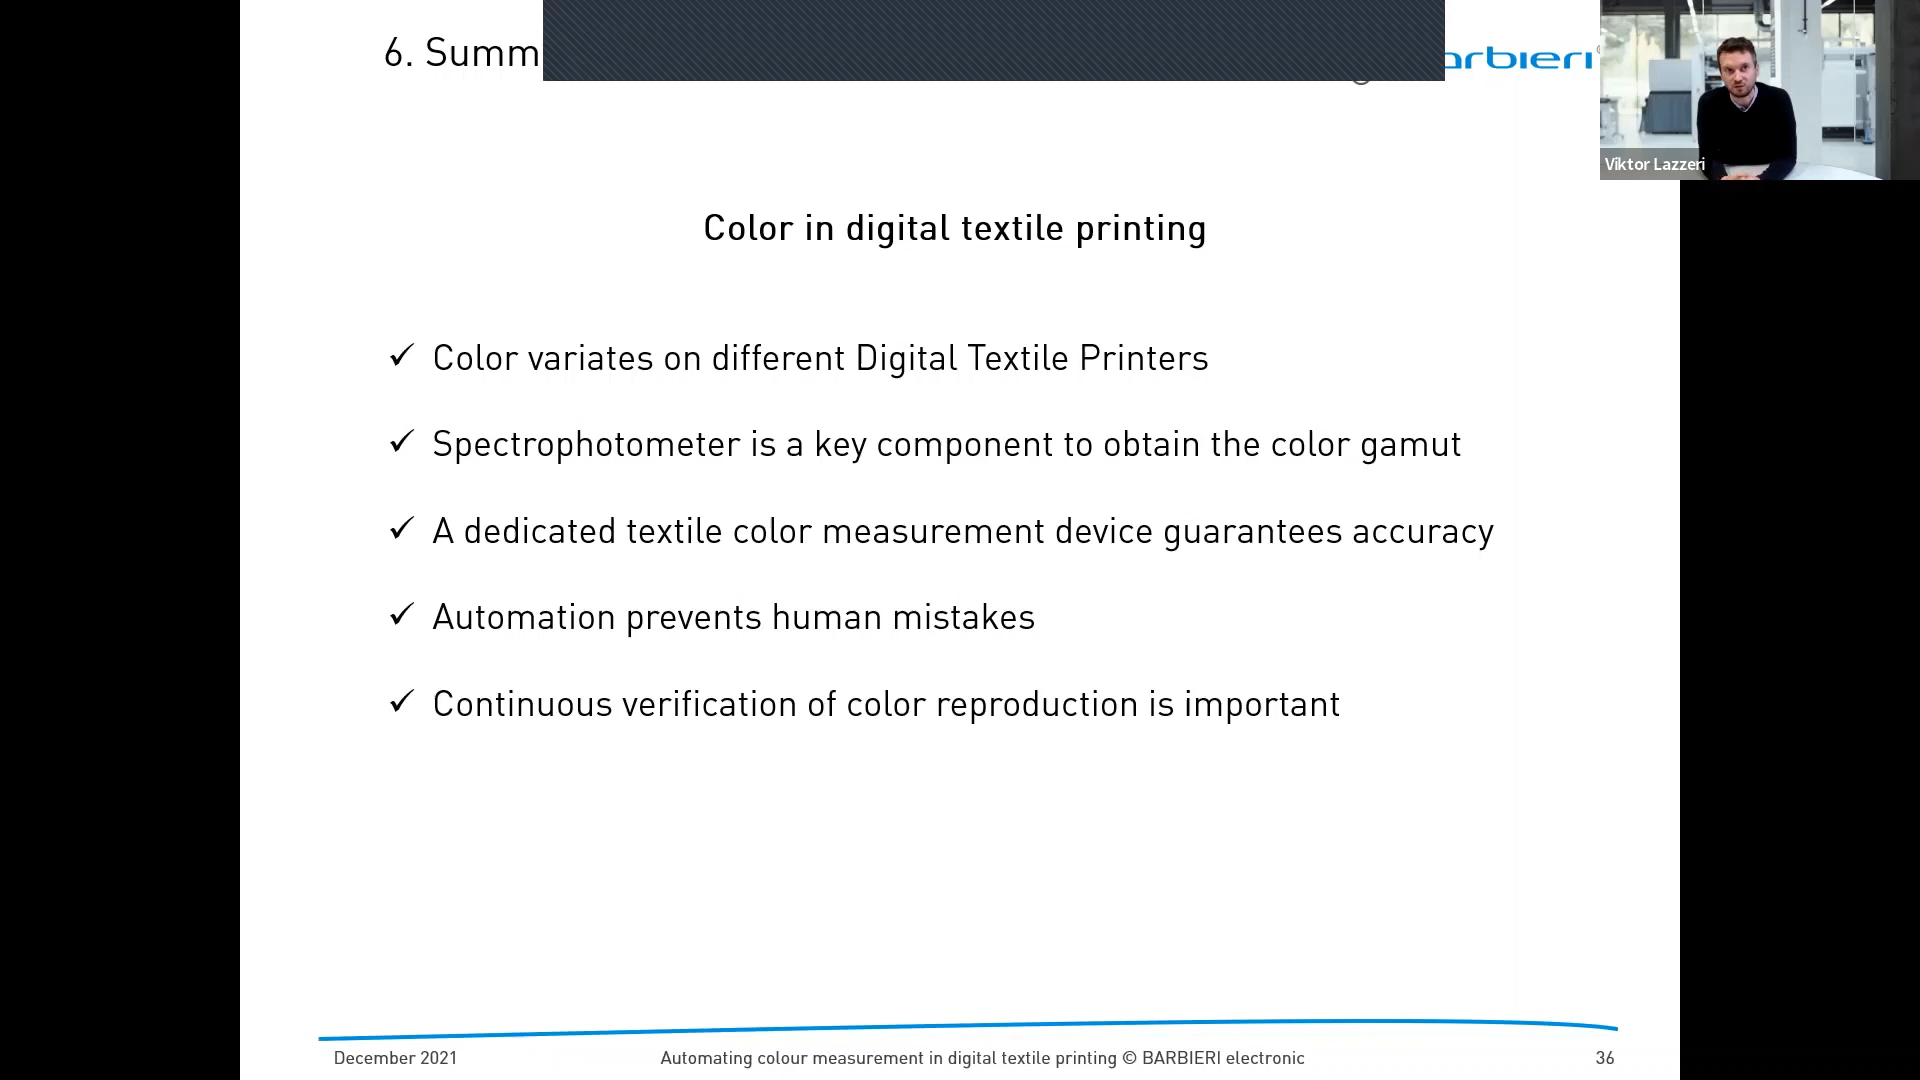 6. Summ
arbieri
Viktor Lazzeri
Color in digital textile printing
✓ Color variates on different Digital Textile Printers
✓ Spectrophotometer is a key component to obtain the color gamut
✓ A dedicated textile color measurement device guarantees accuracy
✓ Automation prevents human mistakes
✓ Continuous verification of color reproduction is important
December 2021 Automating colour measurement in digital textile printing © BARBIERI electronic 36